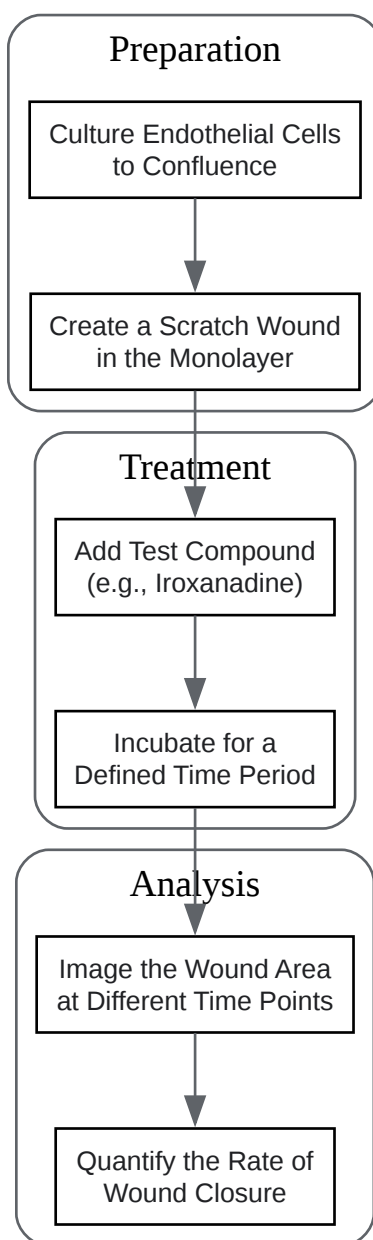 Preparation
Culture Endothelial Cells
to Confluence
Create a Scratch Wound
in the Monolayer
Treatment
Add Test Compound
(e.g., Iroxanadine)
Incubate for a
Defined Time Period
Analysis
Image the Wound Area
at Different Time Points
Quantify the Rate of
Wound Closure